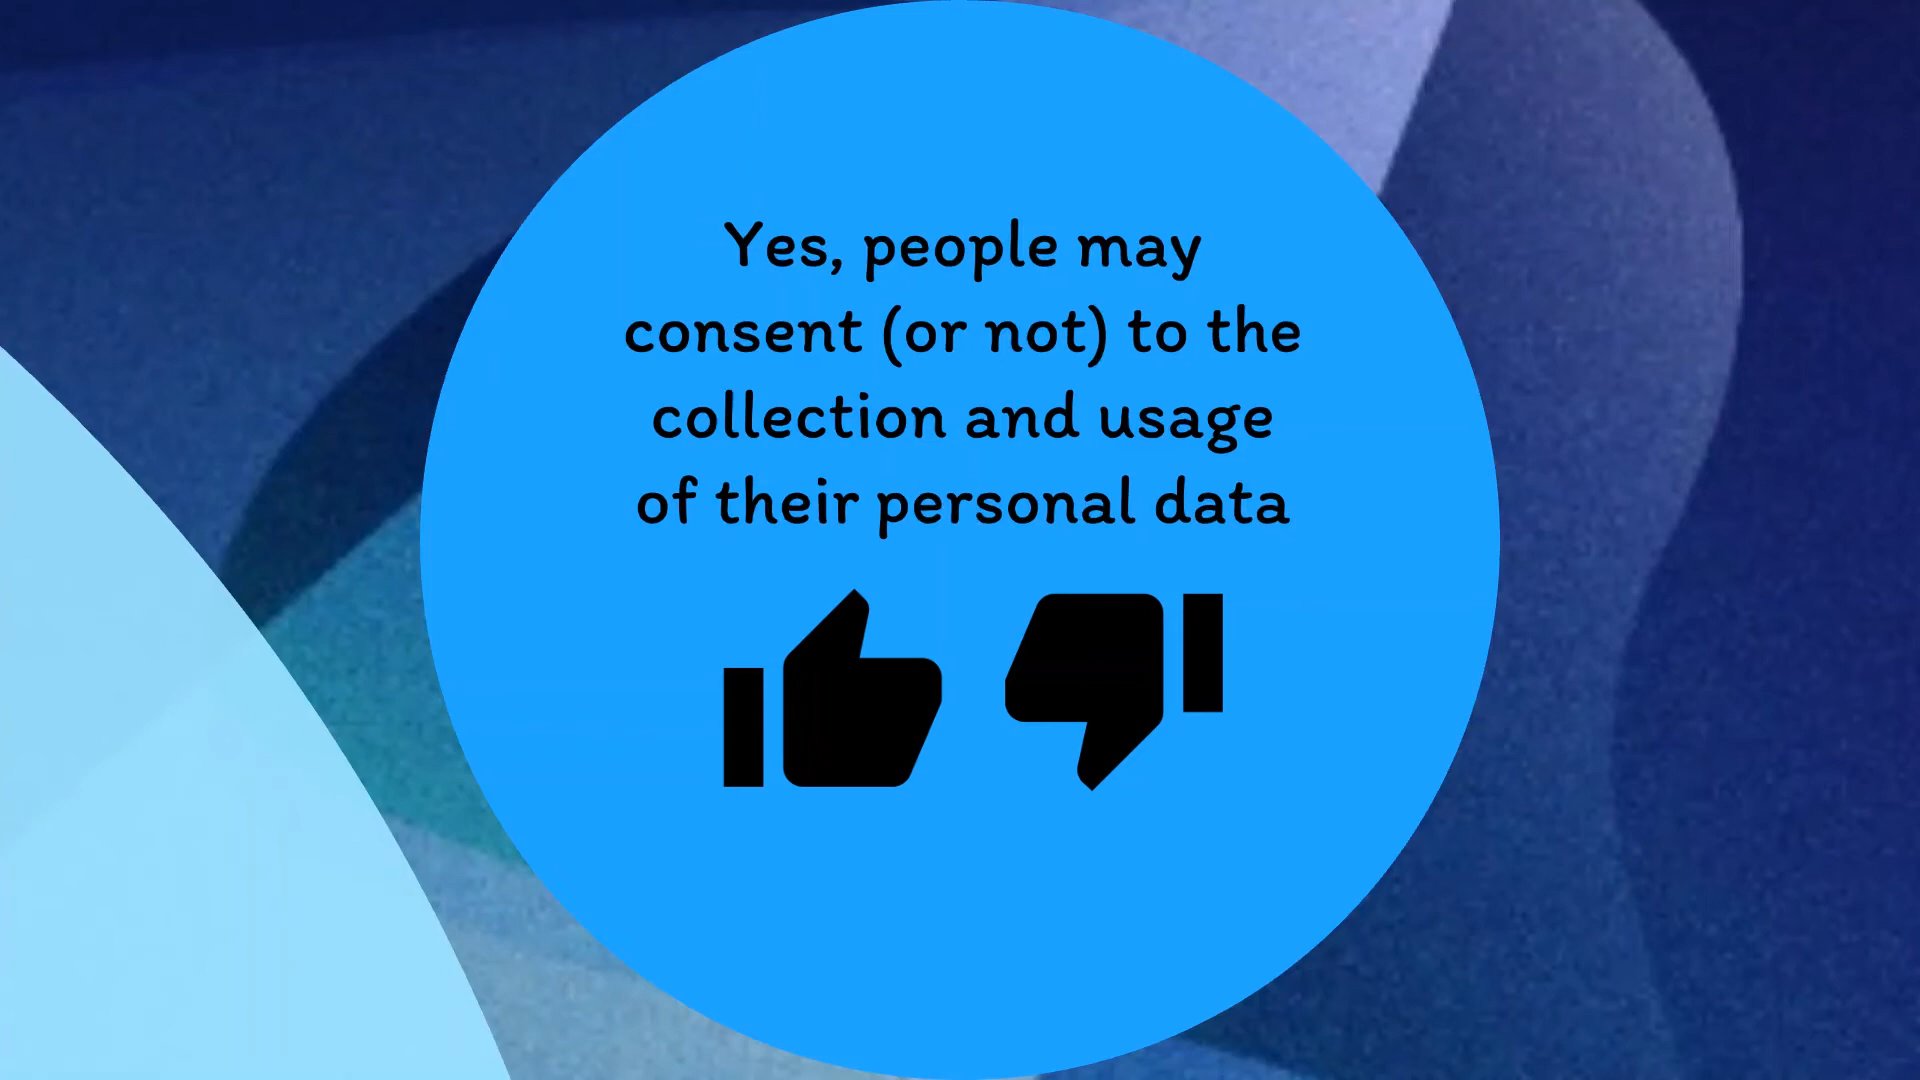 Yes, people may
consent (or not) to the
collection and usage
of their personal data